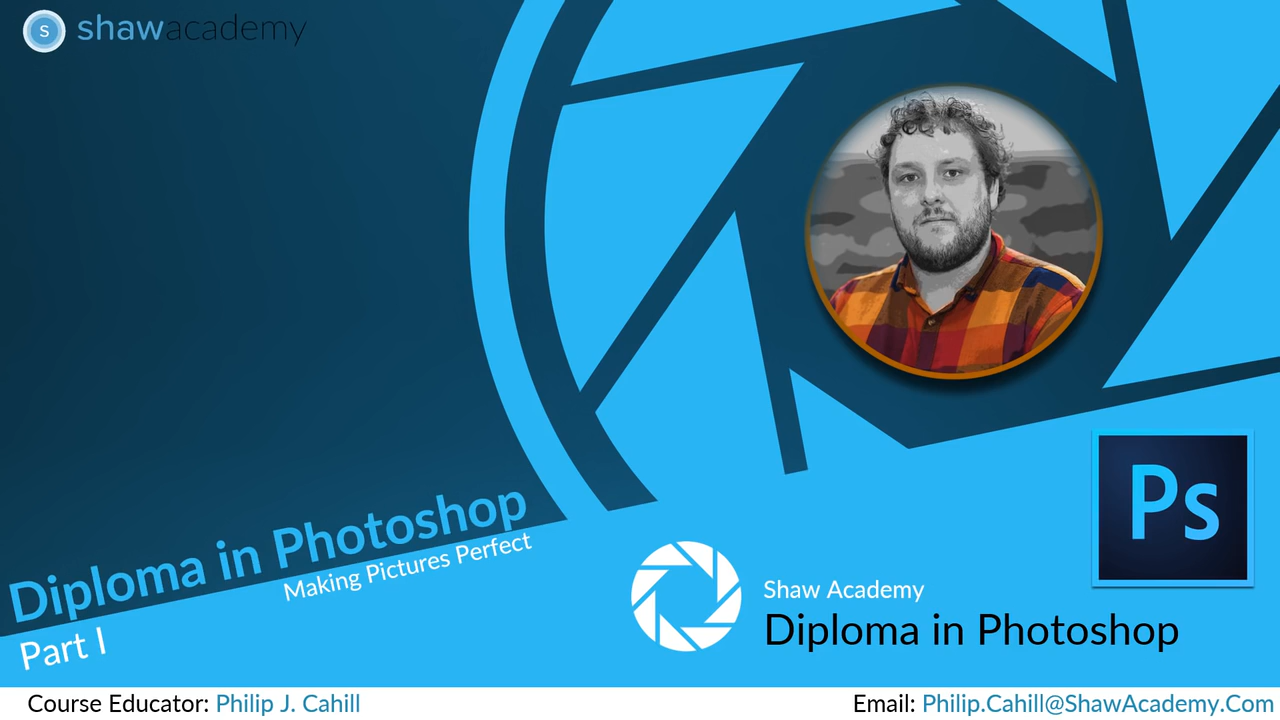 S shawacademy
Diploma in Photoshop
Making Pictures Perfect
Part I
Ps
Shaw Academy
Diploma in Photoshop
Course Educator: Philip J. Cahill
Email: Philip.Cahill@ShawAcademy.Com